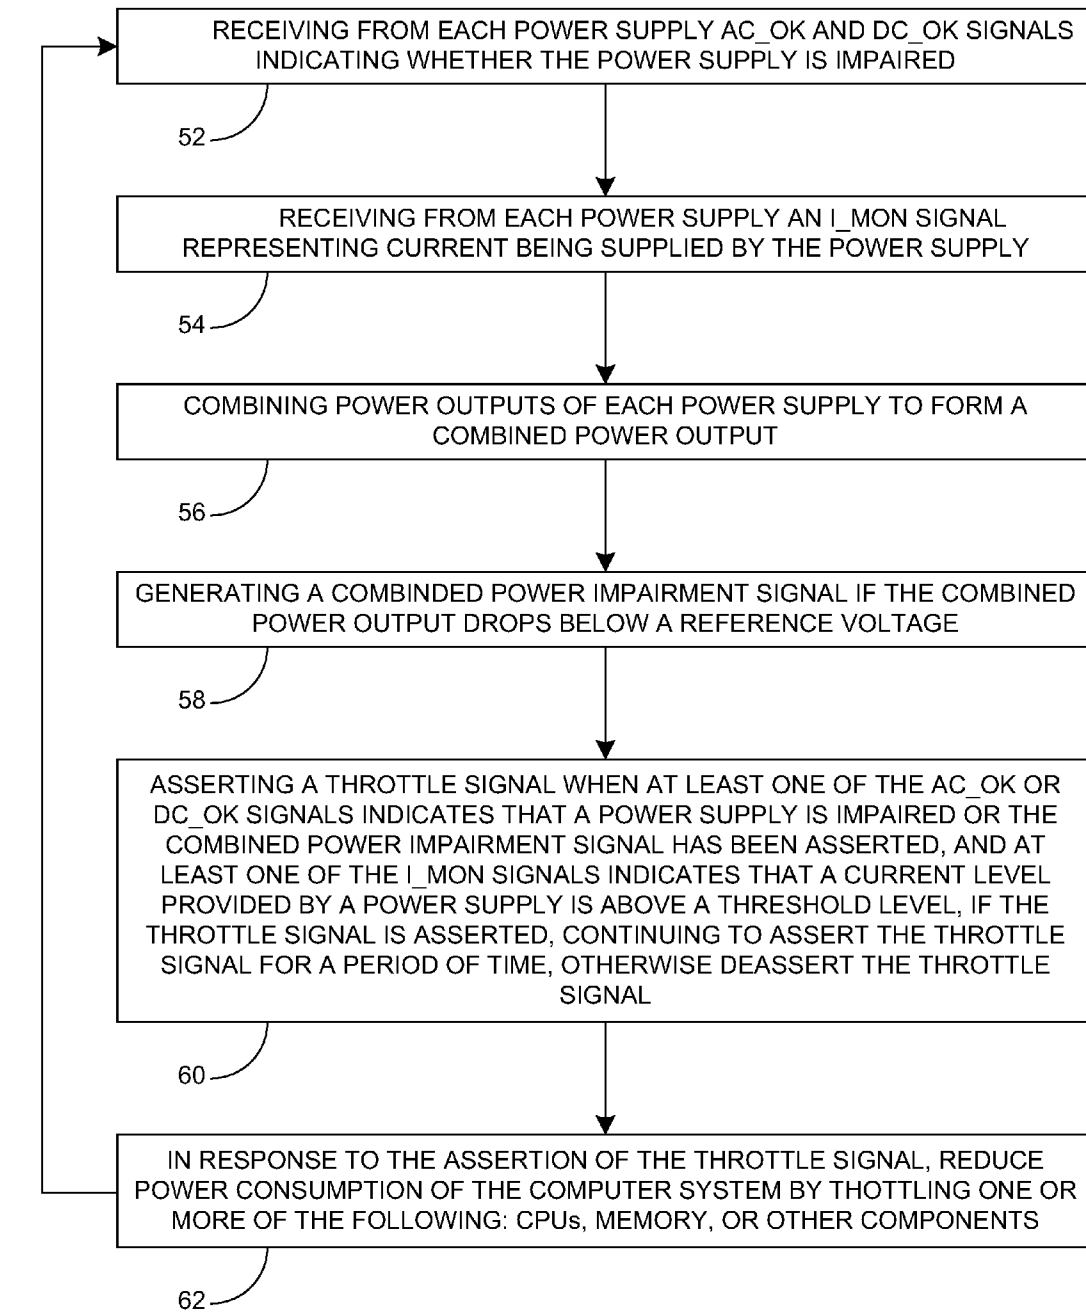 RECEIVING FROM EACH POWER SUPPLY AC_OK AND DC_OK SIGNALS
INDICATING WHETHER THE POWER SUPPLY IS IMPAIRED
52
RECEIVING FROM EACH POWER SUPPLY AN I_MON SIGNAL
REPRESENTING CURRENT BEING SUPPLIED BY THE POWER SUPPLY
54
COMBINING POWER OUTPUTS OF EACH POWER SUPPLY TO FORM A
COMBINED POWER OUTPUT
56
GENERATING A COMBINDED POWER IMPAIRMENT SIGNAL IF THE COMBINED
POWER OUTPUT DROPS BELOW A REFERENCE VOLTAGE
58
ASSERTING A THROTTLE SIGNAL WHEN AT LEAST ONE OF THE AC_OK OR
DC_OK SIGNALS INDICATES THAT A POWER SUPPLY IS IMPAIRED OR THE
COMBINED POWER IMPAIRMENT SIGNAL HAS BEEN ASSERTED, AND AT
LEAST ONE OF THE I_MON SIGNALS INDICATES THAT A CURRENT LEVEL
PROVIDED BY A POWER SUPPLY IS ABOVE A THRESHOLD LEVEL, IF THE
THROTTLE SIGNAL IS ASSERTED, CONTINUING TO ASSERT THE THROTTLE
SIGNAL FOR A PERIOD OF TIME, OTHERWISE DEASSERT THE THROTTLE
SIGNAL
60
IN RESPONSE TO THE ASSERTION OF THE THROTTLE SIGNAL, REDUCE
POWER CONSUMPTION OF THE COMPUTER SYSTEM BY THOTTLING ONE OR
MORE OF THE FOLLOWING: CPUs, MEMORY, OR OTHER COMPONENTS
62